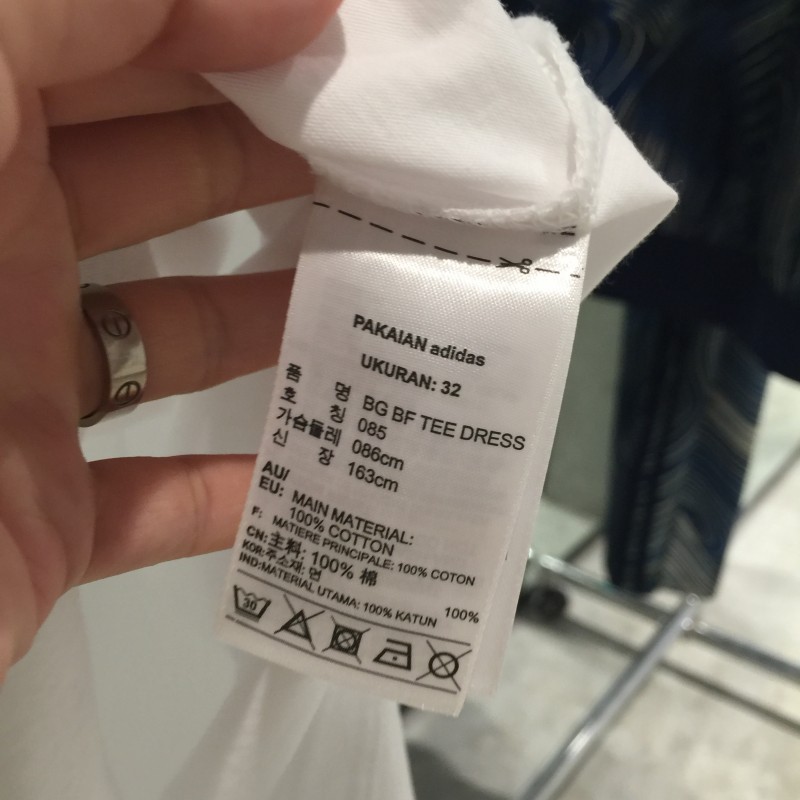 PAKAIAN adidas
UKURAN: 32
품 명 BG BF TEE DRESS
호 칭 085
가슴둘레 086cm
신 장 163cm
AU/
EU: MAIN MATERIAL:
100% COTTON
F: MATIERE PRINCIPALE: 100% COTON
CN:主料: 100% 棉
KOR:주소재: 면 100%
IND:MATERIAL UTAMA: 100% KATUN
30